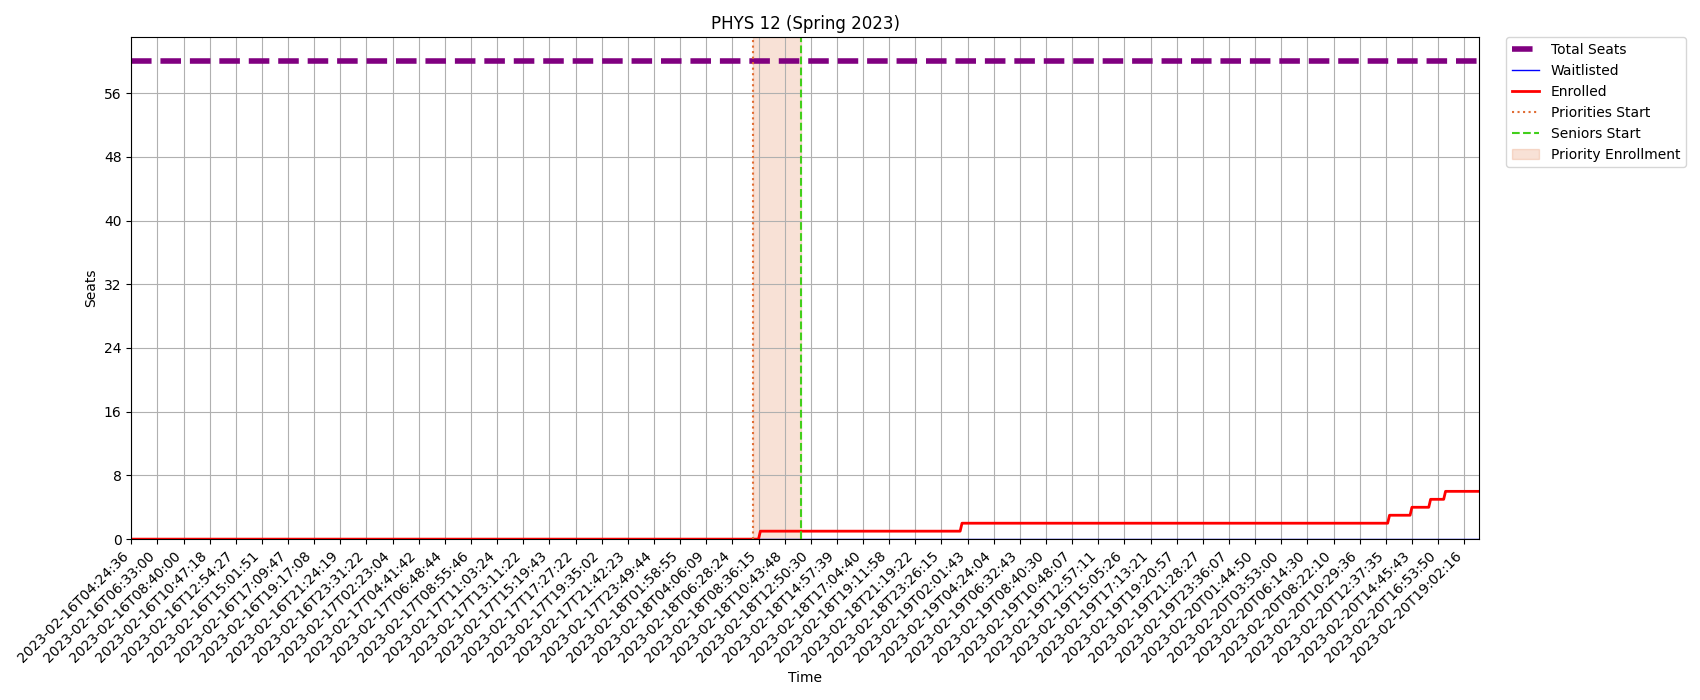 PHYS 12 (Spring 2023)
Total Seats
Waitlisted
Enrolled
Priorities Start
Seniors Start
Priority Enrollment
Seats
56
48
40
32
24
16
8
0
2023-02-16T04:24:36
2023-02-16T06:33:00
2023-02-16T08:40:00
2023-02-16T10:47:18
2023-02-16T12:54:27
2023-02-16T15:01:51
2023-02-16T17:09:47
2023-02-16T19:17:08
2023-02-16T21:24:19
2023-02-16T23:31:22
2023-02-17T02:23:04
2023-02-17T04:41:42
2023-02-17T06:48:44
2023-02-17T08:55:46
2023-02-17T11:03:24
2023-02-17T13:11:22
2023-02-17T15:19:43
2023-02-17T17:27:22
2023-02-17T19:35:02
2023-02-17T21:42:23
2023-02-17T23:49:44
2023-02-18T01:58:55
2023-02-18T04:06:09
2023-02-18T06:28:24
2023-02-18T08:36:15
2023-02-18T10:43:48
2023-02-18T12:50:30
2023-02-18T14:57:39
2023-02-18T17:04:40
2023-02-18T19:11:58
2023-02-18T21:19:22
2023-02-18T23:26:15
2023-02-19T02:01:43
2023-02-19T04:24:04
2023-02-19T06:32:43
2023-02-19T08:40:30
2023-02-19T10:48:07
2023-02-19T12:57:11
2023-02-19T15:05:26
2023-02-19T17:13:21
2023-02-19T19:20:57
2023-02-19T21:28:27
2023-02-19T23:36:07
2023-02-20T01:44:50
2023-02-20T03:53:00
2023-02-20T06:14:30
2023-02-20T08:22:10
2023-02-20T10:29:36
2023-02-20T12:37:35
2023-02-20T14:45:43
2023-02-20T16:53:50
2023-02-20T19:02:16
Time